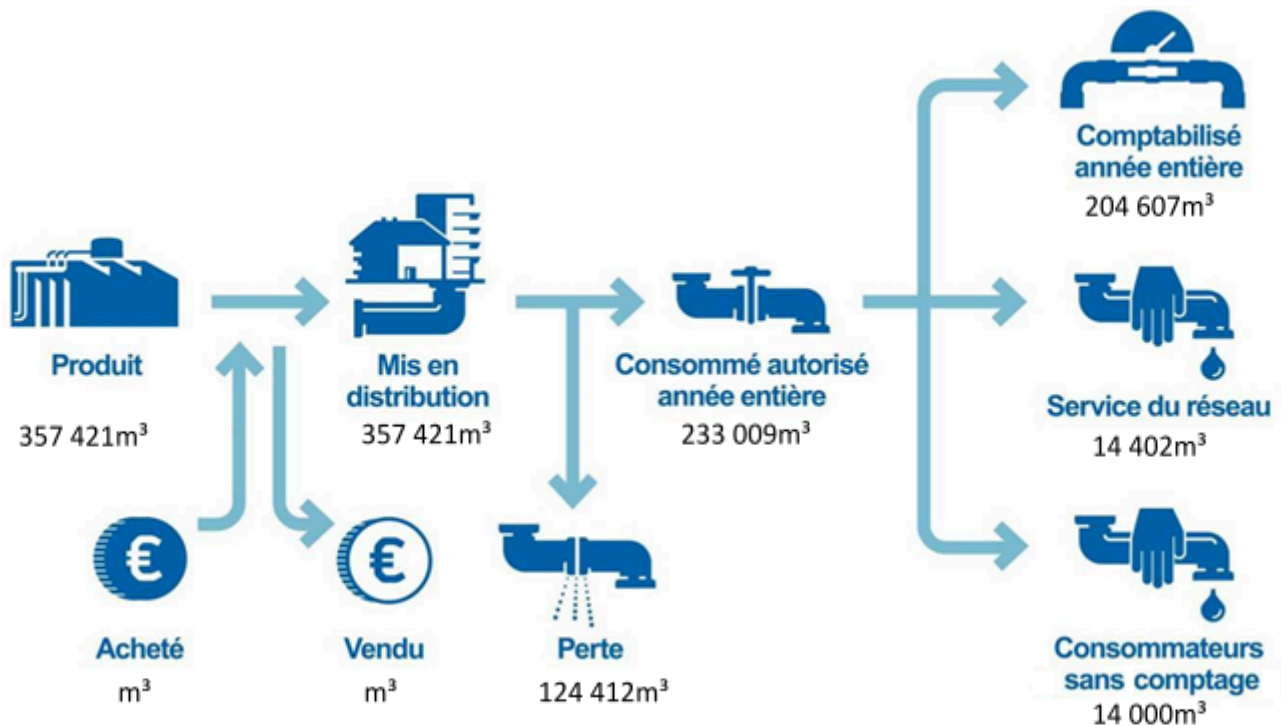 Comptabilisé
année entière
204 607m³
Produit
357 421m³
Mis en
distribution
357 421m³
Consommé autorisé
année entière
233 009m³
Service du réseau
14 402m³
€
Acheté
m³
€
Vendu
m³
Perte
124 412m³
Consommateurs
sans comptage
14 000m³